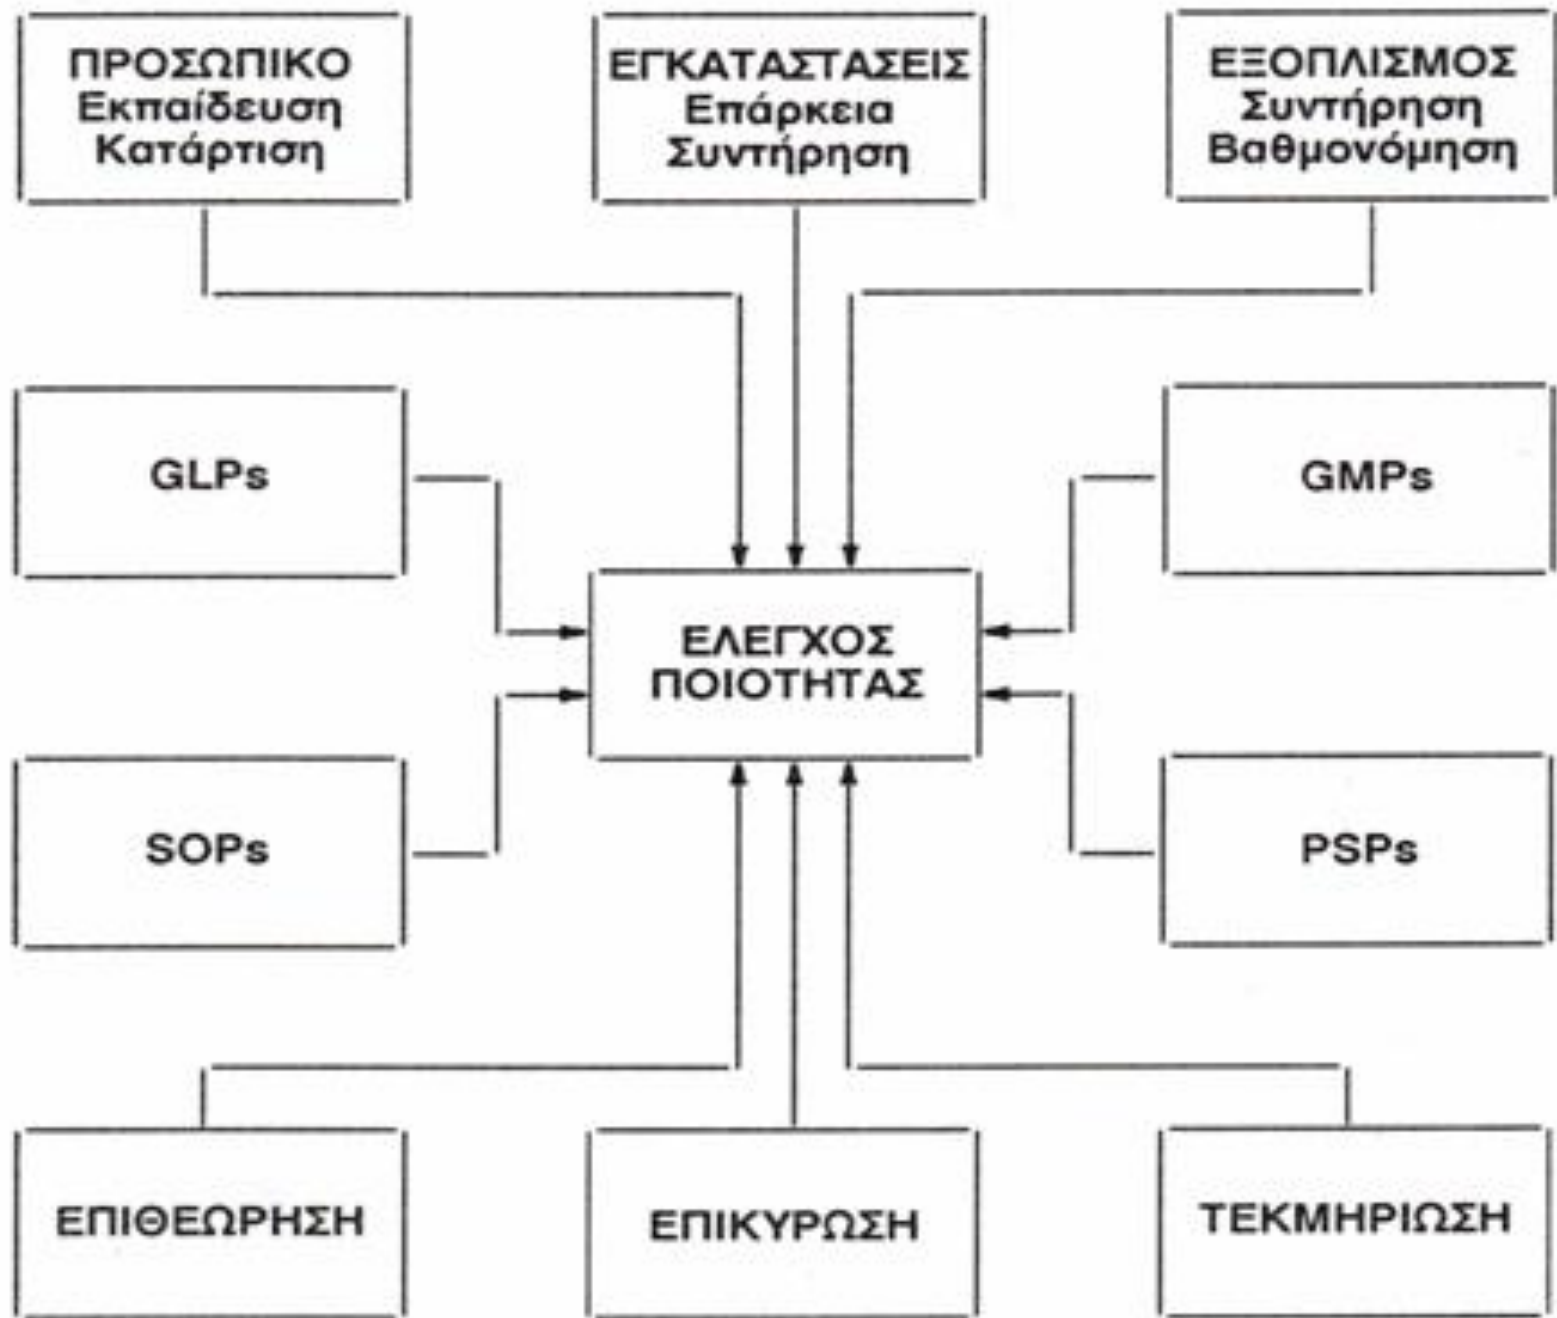 ΠΡΟΣΩΠΙΚΟ
Εκπαίδευση
Κατάρτιση
ΕΓΚΑΤΑΣΤΑΣΕΙΣ
Επάρκεια
Συντήρηση
ΕΞΟΠΛΙΣΜΟΣ
Συντήρηση
Βαθμονόμηση
GLPs
GMPs
ΕΛΕΓΧΟΣ
ΠΟΙΟΤΗΤΑΣ
SOPs
PSPs
ΕΠΙΘΕΩΡΗΣΗ
ΕΠΙΚΥΡΩΣΗ
ΤΕΚΜΗΡΙΩΣΗ